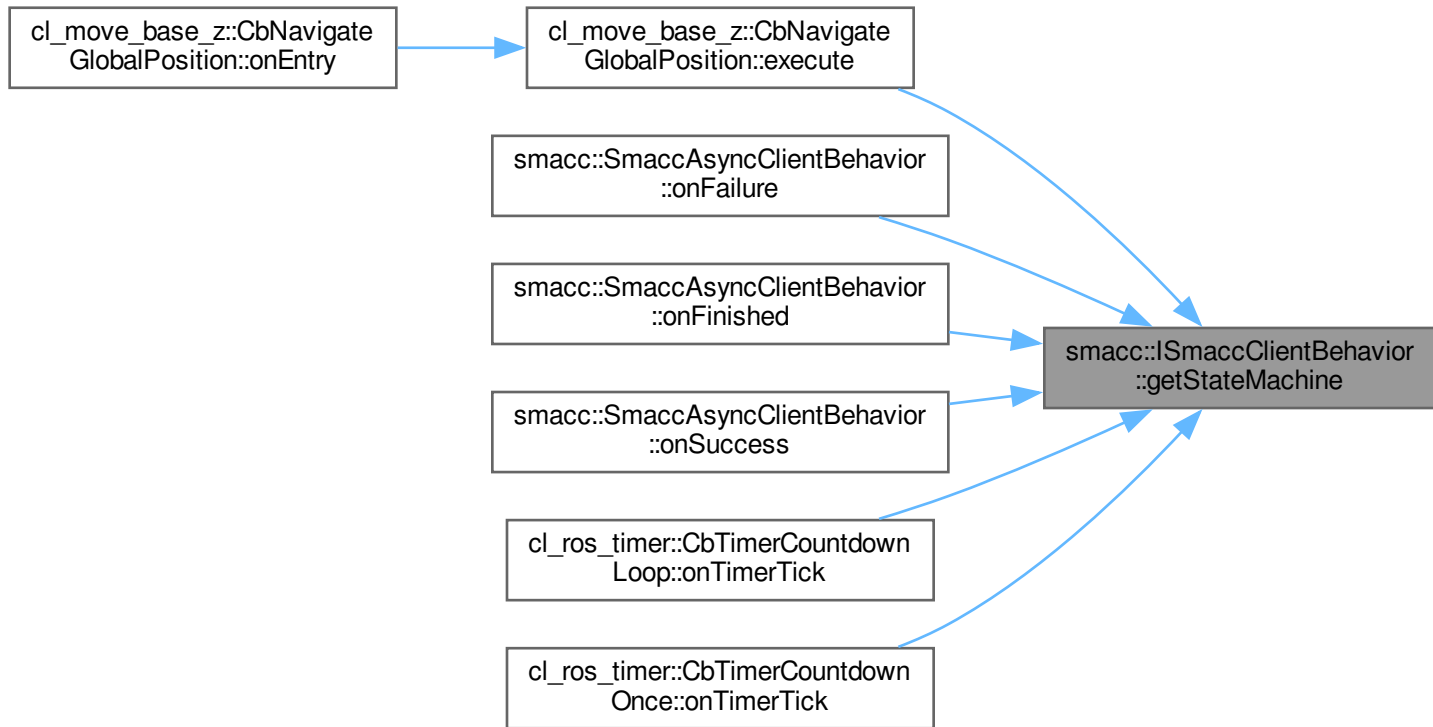 cl_move_base_z::CbNavigate
GlobalPosition::onEntry
cl_move_base_z::CbNavigate
GlobalPosition::execute
smacc::SmaccAsyncClientBehavior
::onFailure
smacc::SmaccAsyncClientBehavior
::onFinished
smacc::ISmaccClientBehavior
::getStateMachine
smacc::SmaccAsyncClientBehavior
::onSuccess
cl_ros_timer::CbTimerCountdown
Loop::onTimerTick
cl_ros_timer::CbTimerCountdown
Once::onTimerTick